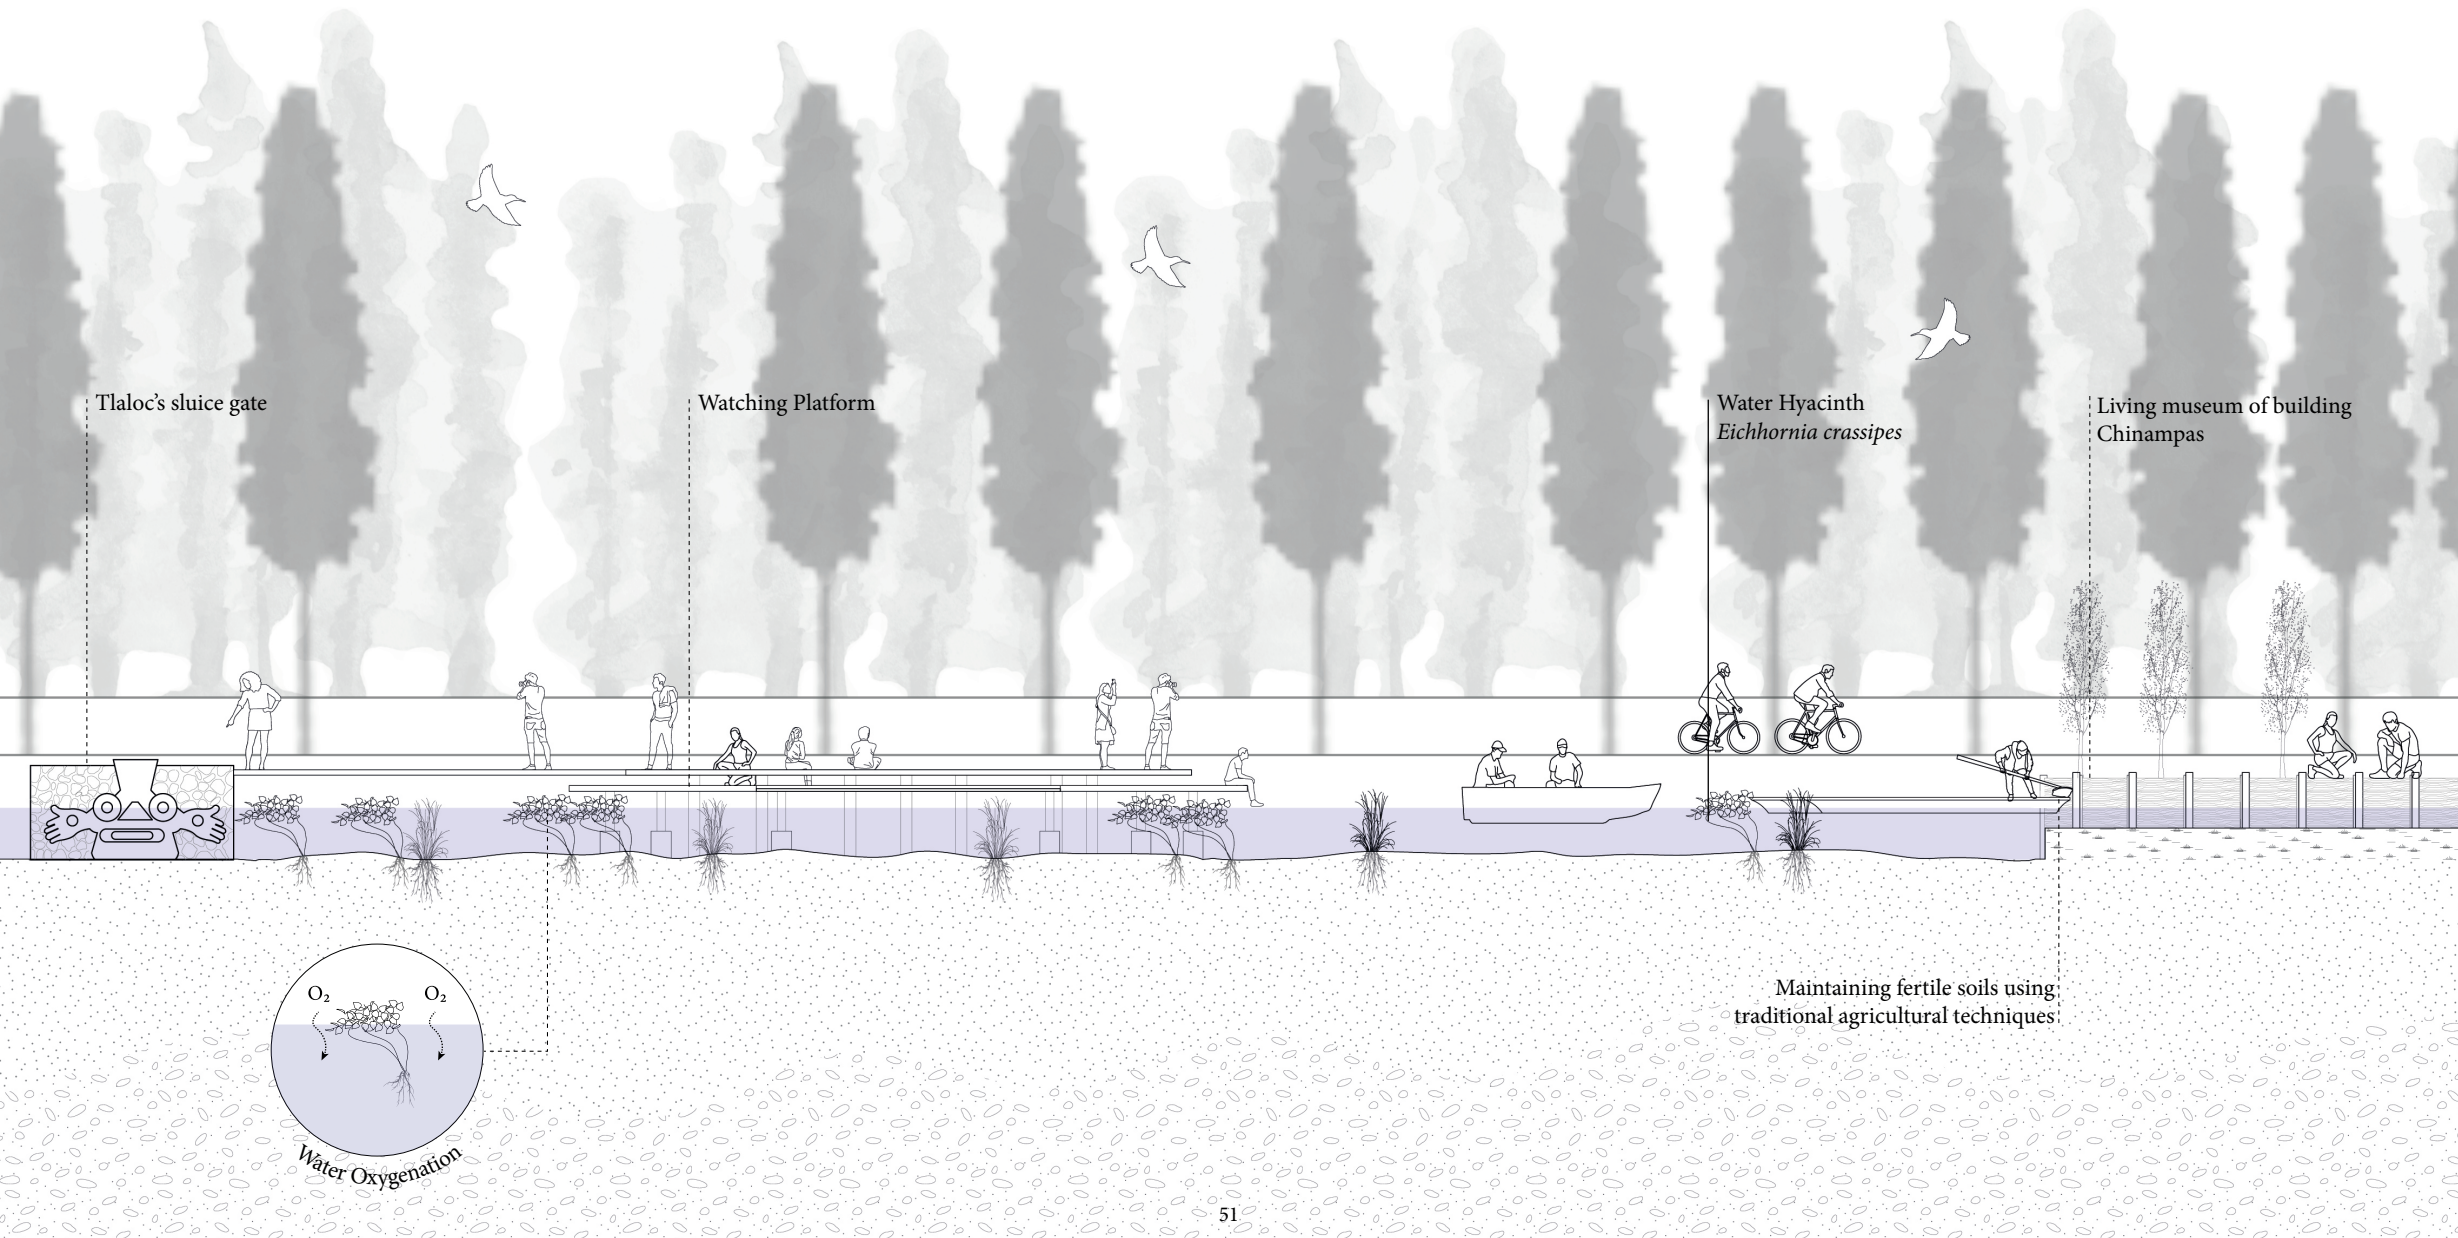 Tlaloc’s sluice gate
Watching Platform
Water Hyacinth
Eichhornia crassipes
Living museum of building
Chinampas
Maintaining fertile soils using
traditional agricultural techniques
O₂
O₂
Water Oxygenation
51